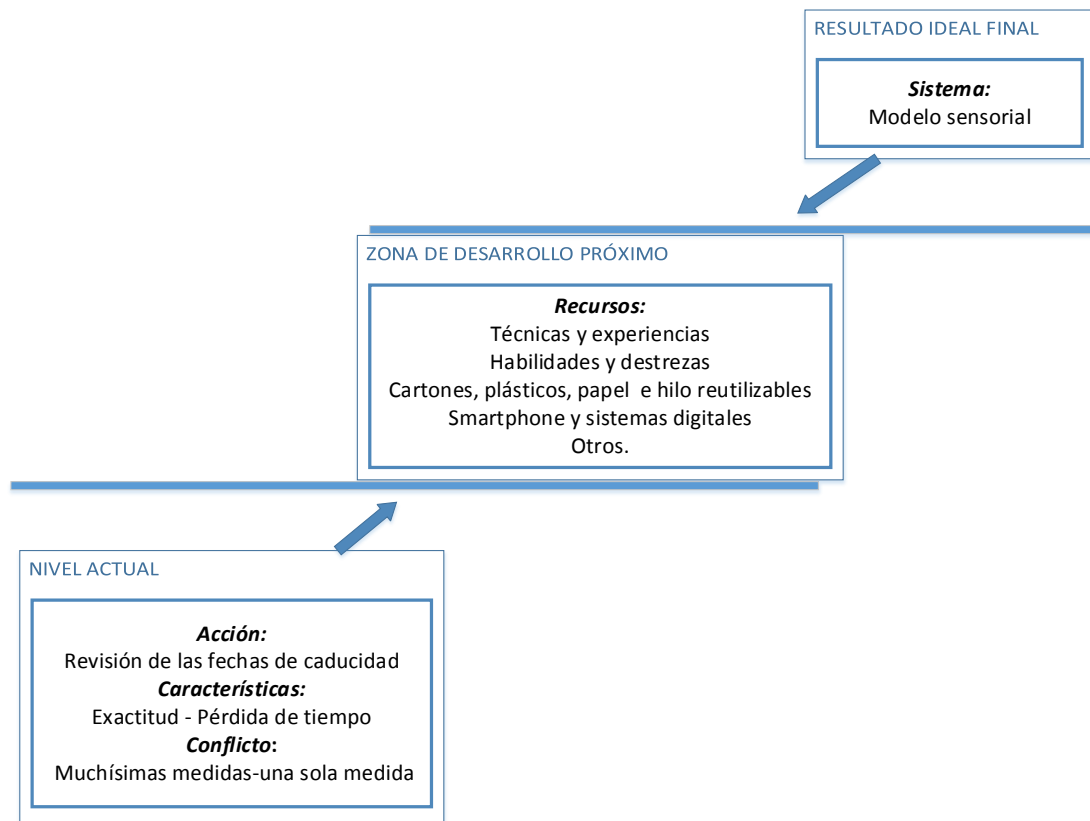 RESULTADO IDEAL FINAL
Sistema:
Modelo sensorial
ZONA DE DESARROLLO PRÓXIMO
Recursos:
Técnicas y experiencias
Habilidades y destrezas
Cartones, plásticos, papel e hilo reutilizables
Smartphone y sistemas digitales
Otros.
NIVEL ACTUAL
Acción:
Revisión de las fechas de caducidad
Características:
Exactitud - Pérdida de tiempo
Conflicto:
Muchísimas medidas-una sola medida